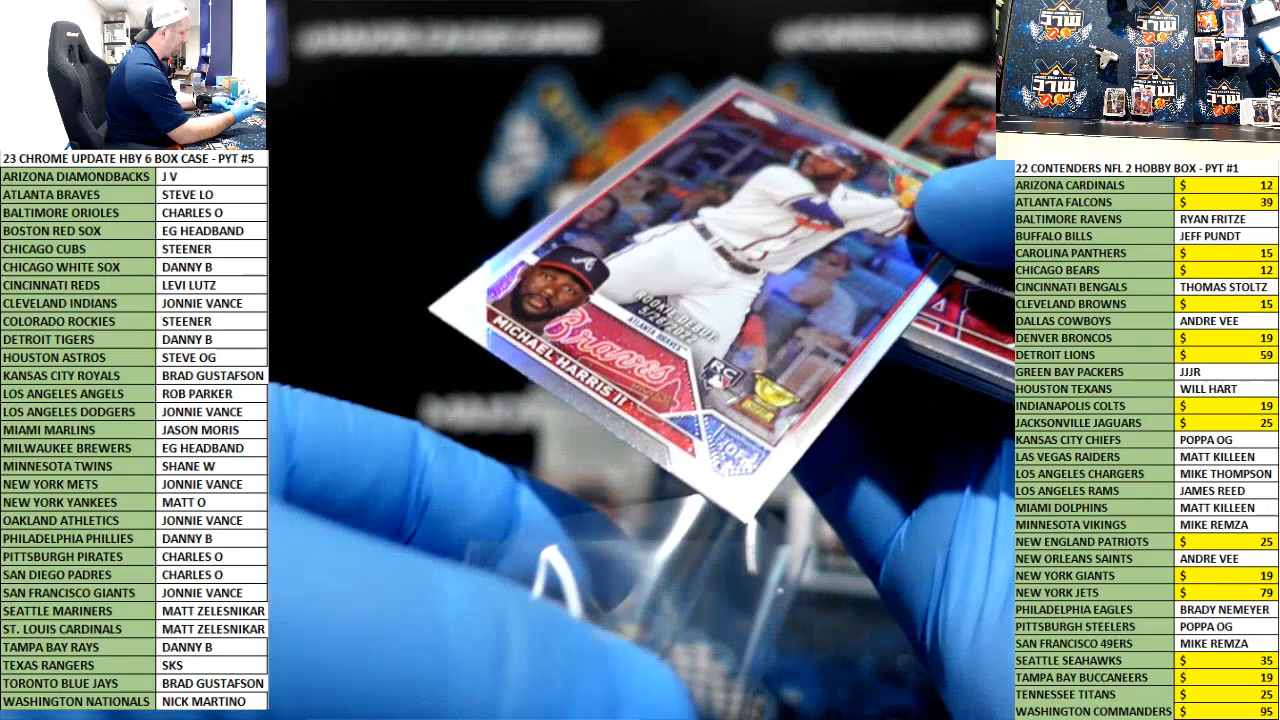 23 CHROME UPDATE HBY 6 BOX CASE - PYT #5
ARIZONA DIAMONDBACKS J V
ATLANTA BRAVES STEVE LO
BALTIMORE ORIOLES CHARLES O
BOSTON RED SOX EG HEADBAND
CHICAGO CUBS STEENER
CHICAGO WHITE SOX DANNY B
CINCINNATI REDS LEVI LUTZ
CLEVELAND INDIANS JONNIE VANCE
COLORADO ROCKIES STEENER
DETROIT TIGERS DANNY B
HOUSTON ASTROS STEVE OG
KANSAS CITY ROYALS BRAD GUSTAFSON
LOS ANGELES ANGELS ROB PARKER
LOS ANGELES DODGERS JONNIE VANCE
MIAMI MARLINS JASON MORIS
MILWAUKEE BREWERS EG HEADBAND
MINNESOTA TWINS SHANE W
NEW YORK METS JONNIE VANCE
NEW YORK YANKEES MATT O
OAKLAND ATHLETICS JONNIE VANCE
PHILADELPHIA PHILLIES DANNY B
PITTSBURGH PIRATES CHARLES O
SAN DIEGO PADRES CHARLES O
SAN FRANCISCO GIANTS JONNIE VANCE
SEATTLE MARINERS MATT ZELESNIKAR
ST. LOUIS CARDINALS MATT ZELESNIKAR
TAMPA BAY RAYS DANNY B
TEXAS RANGERS SKS
TORONTO BLUE JAYS BRAD GUSTAFSON
WASHINGTON NATIONALS NICK MARTINO
ROOKIE DEBUT
5/28/2022
ATLANTA BRAVES
Braves
MICHAEL HARRIS II
RC
TOPPS
22 CONTENDERS NFL 2 HOBBY BOX - PYT #1
ARIZONA CARDINALS $ 12
ATLANTA FALCONS $ 39
BALTIMORE RAVENS RYAN FRITZE
BUFFALO BILLS JEFF PUNDT
CAROLINA PANTHERS $ 15
CHICAGO BEARS $ 12
CINCINNATI BENGALS THOMAS STOLTZ
CLEVELAND BROWNS $ 15
DALLAS COWBOYS ANDRE VEE
DENVER BRONCOS $ 19
DETROIT LIONS $ 59
GREEN BAY PACKERS JJJR
HOUSTON TEXANS WILL HART
INDIANAPOLIS COLTS $ 19
JACKSONVILLE JAGUARS $ 25
KANSAS CITY CHIEFS POPPA OG
LAS VEGAS RAIDERS MATT KILLEEN
LOS ANGELES CHARGERS MIKE THOMPSON
LOS ANGELES RAMS JAMES REED
MIAMI DOLPHINS MATT KILLEEN
MINNESOTA VIKINGS MIKE REMZA
NEW ENGLAND PATRIOTS $ 25
NEW ORLEANS SAINTS ANDRE VEE
NEW YORK GIANTS $ 19
NEW YORK JETS $ 79
PHILADELPHIA EAGLES BRADY NEMEYER
PITTSBURGH STEELERS POPPA OG
SAN FRANCISCO 49ERS MIKE REMZA
SEATTLE SEAHAWKS $ 35
TAMPA BAY BUCCANEERS $ 19
TENNESSEE TITANS $ 25
WASHINGTON COMMANDERS $ 95